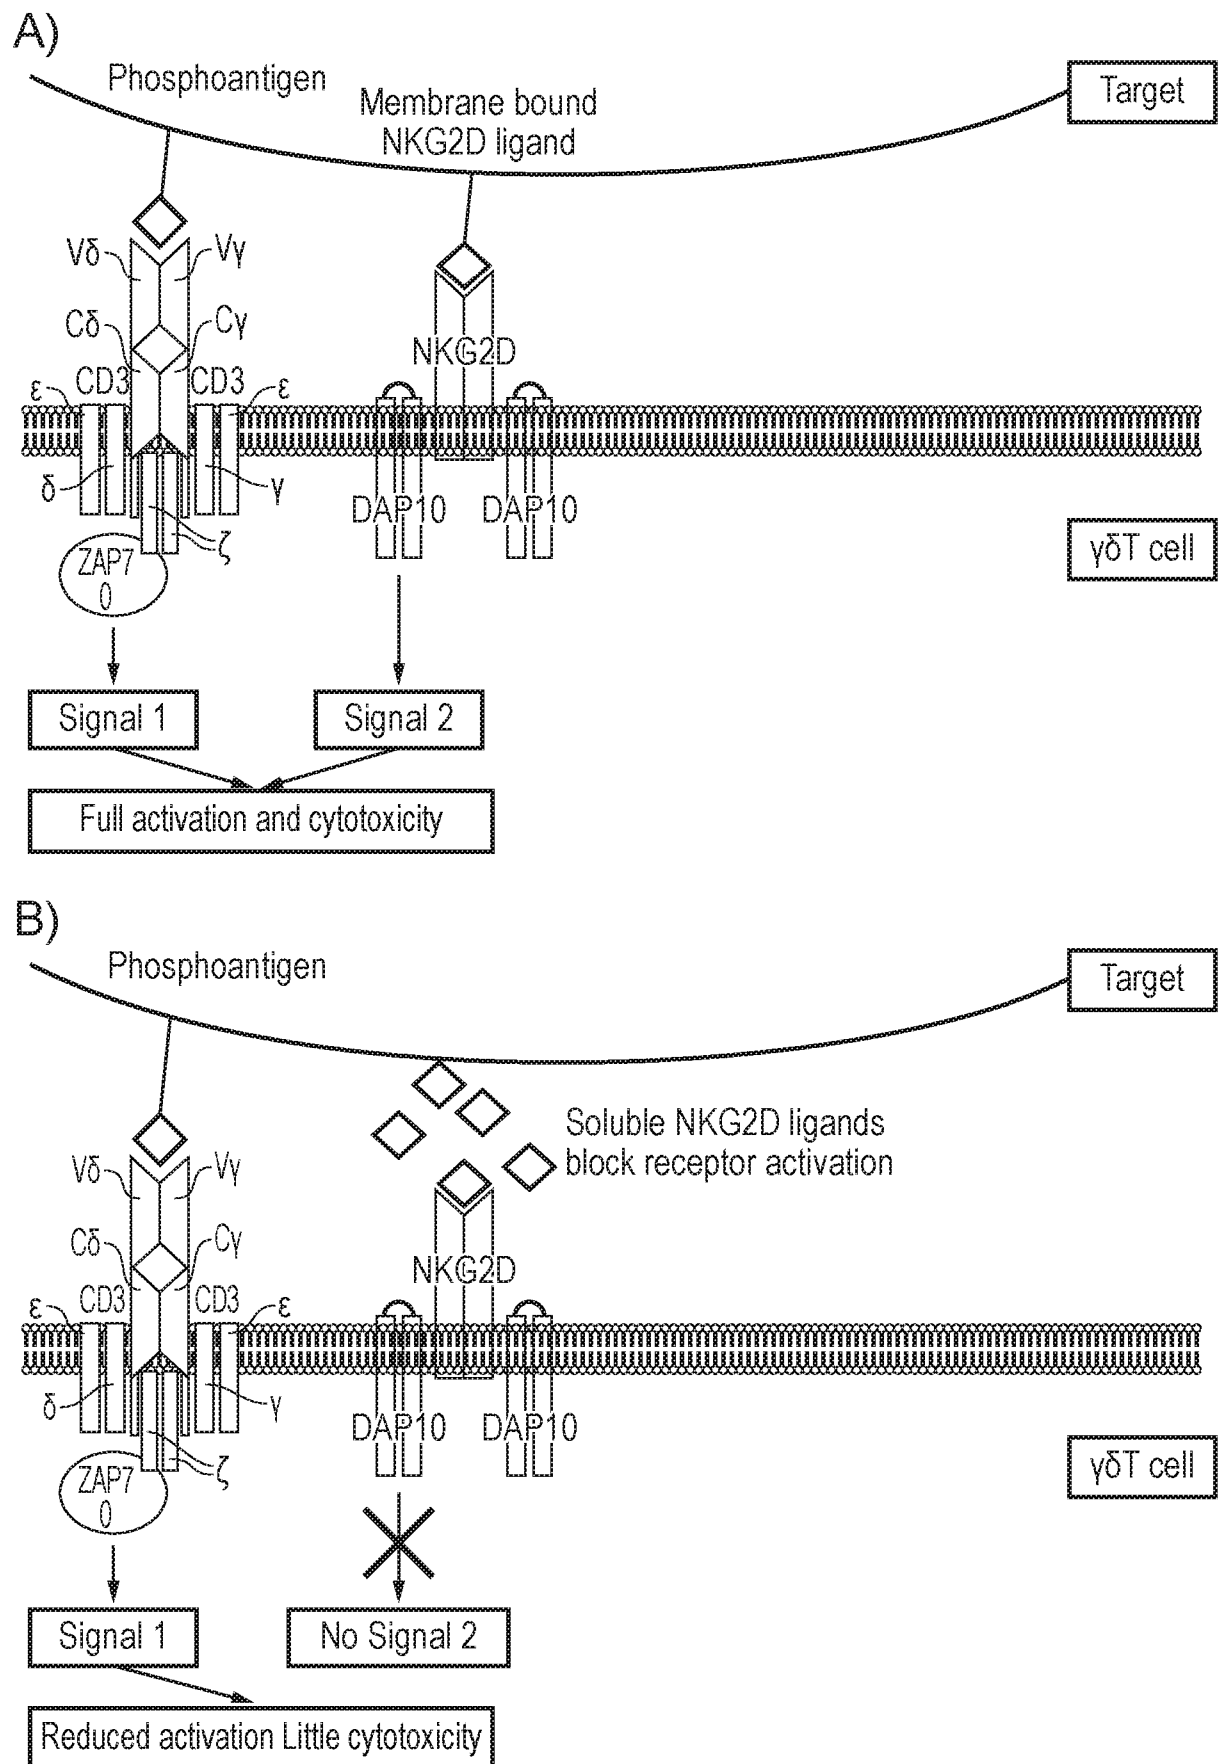 A)
Phosphoantigen
Target
Membrane bound
NKG2D ligand
Vδ
Vγ
Cδ
Cγ
NKG2D
ε
CD3
CD3
ε
δ
γ
DAP10
DAP10
ζ
γδT cell
ZAP7
0
Signal 1
Signal 2
Full activation and cytotoxicity
B)
Phosphoantigen
Target
Soluble NKG2D ligands
block receptor activation
Vδ
Vγ
Cδ
Cγ
NKG2D
ε
CD3
CD3
ε
δ
γ
DAP10
DAP10
ζ
γδT cell
ZAP7
0
Signal 1
No Signal 2
Reduced activation Little cytotoxicity